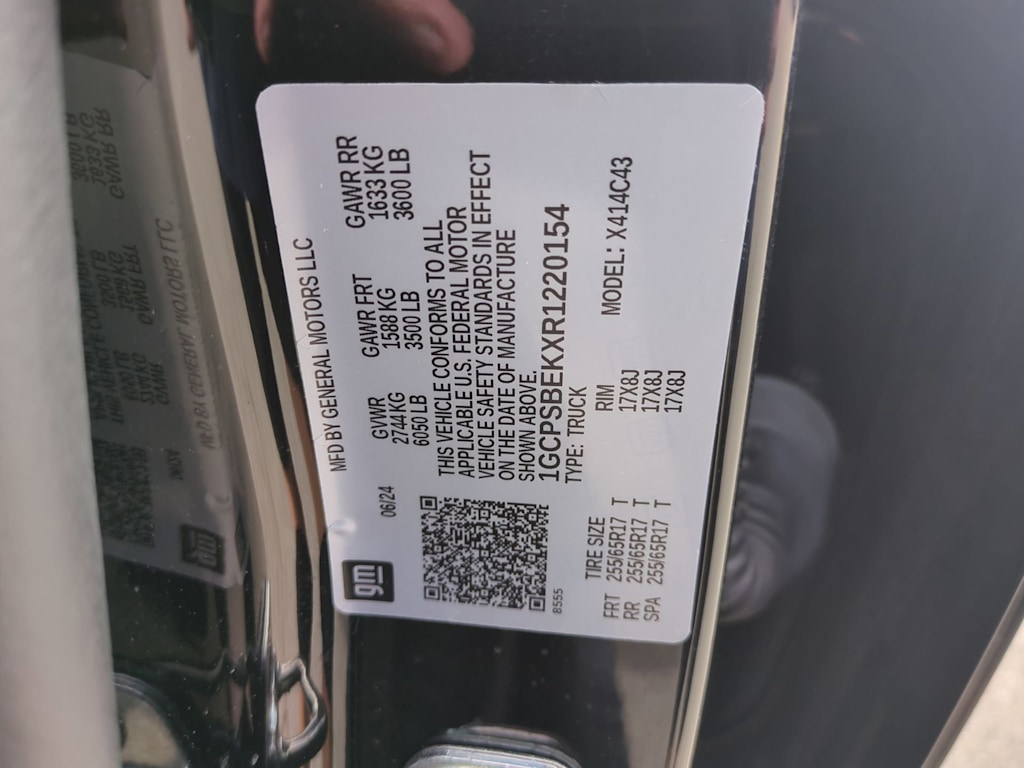 gm
MFD BY GENERAL MOTORS LLC
06/24
GVWR GAWR FRT GAWR RR
2744 KG 1588 KG 1633 KG
6050 LB 3500 LB 3600 LB
THIS VEHICLE CONFORMS TO ALL
APPLICABLE U.S. FEDERAL MOTOR
VEHICLE SAFETY STANDARDS IN EFFECT
ON THE DATE OF MANUFACTURE
SHOWN ABOVE.
1GCPSBEKXR1220154
8555
TYPE: TRUCK MODEL: X414C43
TIRE SIZE RIM
FRT 255/65R17 T 17X8J
RR 255/65R17 T 17X8J
SPA 255/65R17 T 17X8J